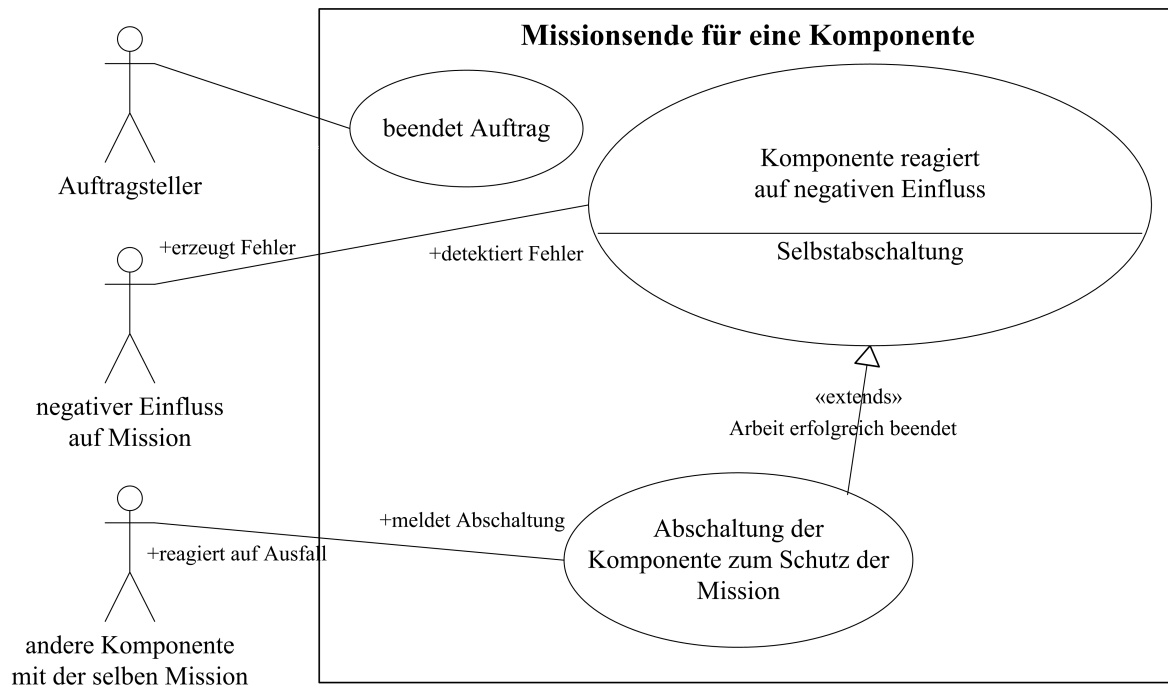 Missionsende für eine Komponente
beendet Auftrag
Auftragsteller
Komponente reagiert
auf negativen Einfluss
Selbstabschaltung
+erzeugt Fehler
+detektiert Fehler
negativer Einfluss
auf Mission
«extends»
Arbeit erfolgreich beendet
+meldet Abschaltung
+reagiert auf Ausfall
Abschaltung der
Komponente zum Schutz der
Mission
andere Komponente
mit der selben Mission